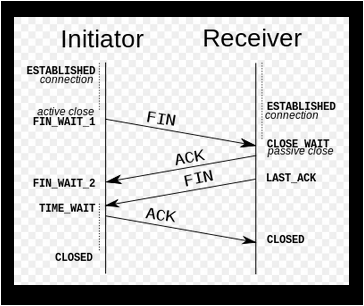 Initiator Receiver
ESTABLISHED
connection
ESTABLISHED
connection
active close
FIN_WAIT_1
FIN
CLOSE_WAIT
passive close
ACK
FIN
FIN_WAIT_2
LAST_ACK
TIME_WAIT
ACK
CLOSED
CLOSED